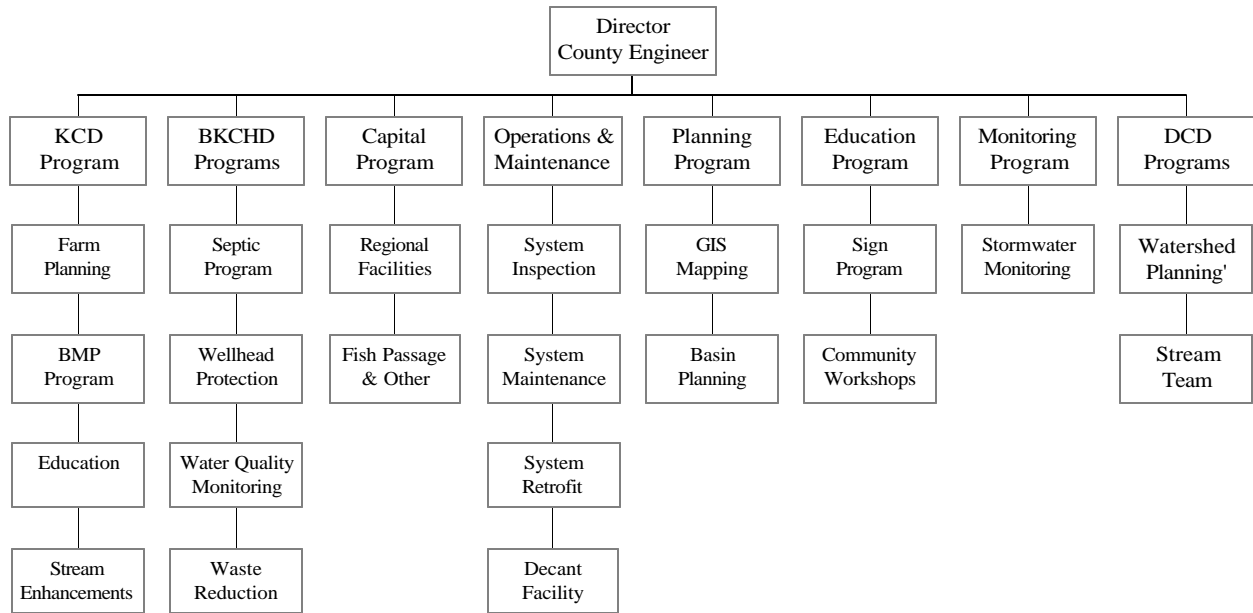 Director
County Engineer
KCD
Program
BKCHD
Programs
Capital
Program
Operations &
Maintenance
Planning
Program
Education
Program
Monitoring
Program
DCD
Programs
Farm
Planning
Septic
Program
Regional
Facilities
System
Inspection
GIS
Mapping
Sign
Program
Stormwater
Monitoring
Watershed
Planning'
BMP
Program
Wellhead
Protection
Fish Passage
& Other
System
Maintenance
Basin
Planning
Community
Workshops
Stream
Team
Education
Water Quality
Monitoring
System
Retrofit
Stream
Enhancements
Waste
Reduction
Decant
Facility